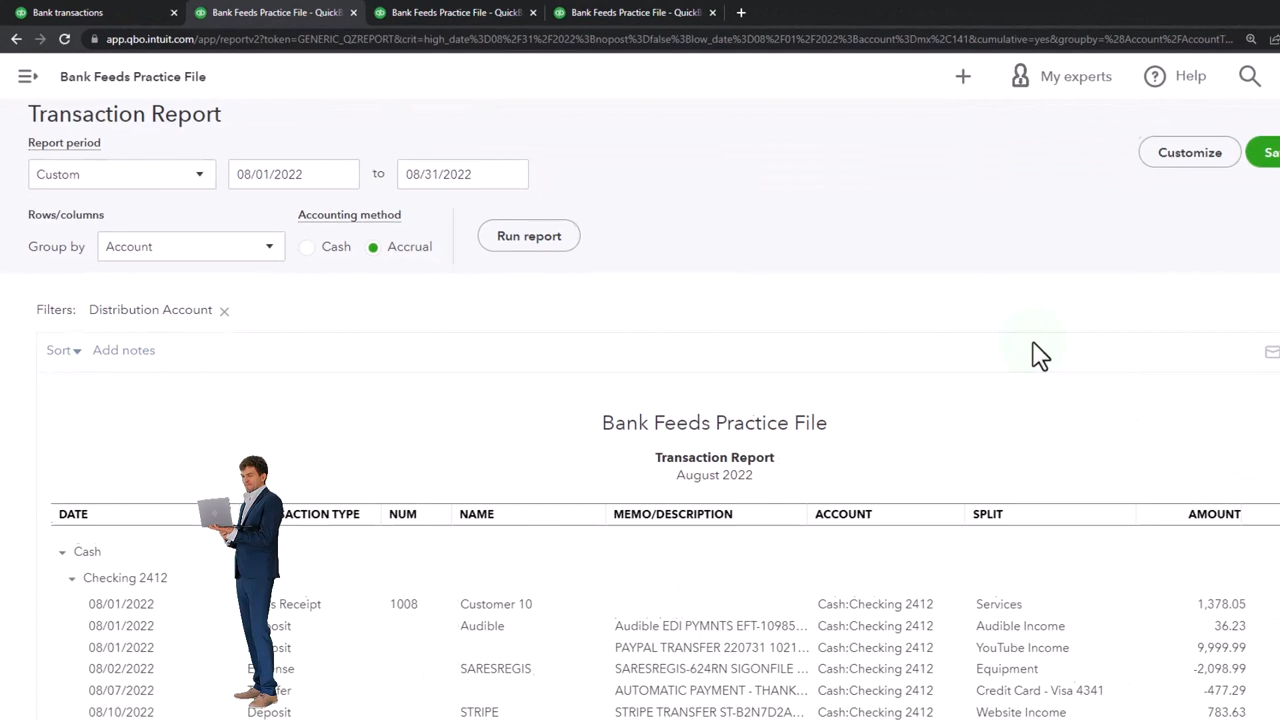 Bank transactions × Bank Feeds Practice File - QuickB × Bank Feeds Practice File - QuickB × Bank Feeds Practice File - QuickB × +
app.qbo.intuit.com/app/reportv2?token=GENERIC_QZREPORT&crit=high_date%3D08%2F31%2F2022%3Bnopost%3Dfalse%3Blow_date%3D08%2F01%2F2022%3Baccount%3Dmx%2C141&cumulative=yes&groupby=%28Account%2FAccountT...
Bank Feeds Practice File + My experts ? Help
Transaction Report
Report period
Custom 08/01/2022 to 08/31/2022
Customize Sa
Rows/columns Accounting method
Group by Account Cash Accrual Run report
Filters: Distribution Account ×
Sort Add notes
Bank Feeds Practice File
Transaction Report
August 2022
DATE SACTION TYPE NUM NAME MEMO/DESCRIPTION ACCOUNT SPLIT AMOUNT
Cash
Checking 2412
08/01/2022 s Receipt 1008 Customer 10 Cash:Checking 2412 Services 1,378.05
08/01/2022 osit Audible Audible EDI PYMNTS EFT-10985... Cash:Checking 2412 Audible Income 36.23
08/01/2022 osit PAYPAL TRANSFER 220731 1021... Cash:Checking 2412 YouTube Income 9,999.99
08/02/2022 ense SARESREGIS SARESREGIS-624RN SIGONFILE ... Cash:Checking 2412 Equipment -2,098.99
08/07/2022 sfer AUTOMATIC PAYMENT - THANK... Cash:Checking 2412 Credit Card - Visa 4341 -477.29
08/10/2022 Deposit STRIPE STRIPE TRANSFER ST-B2N7D2A... Cash:Checking 2412 Website Income 783.63